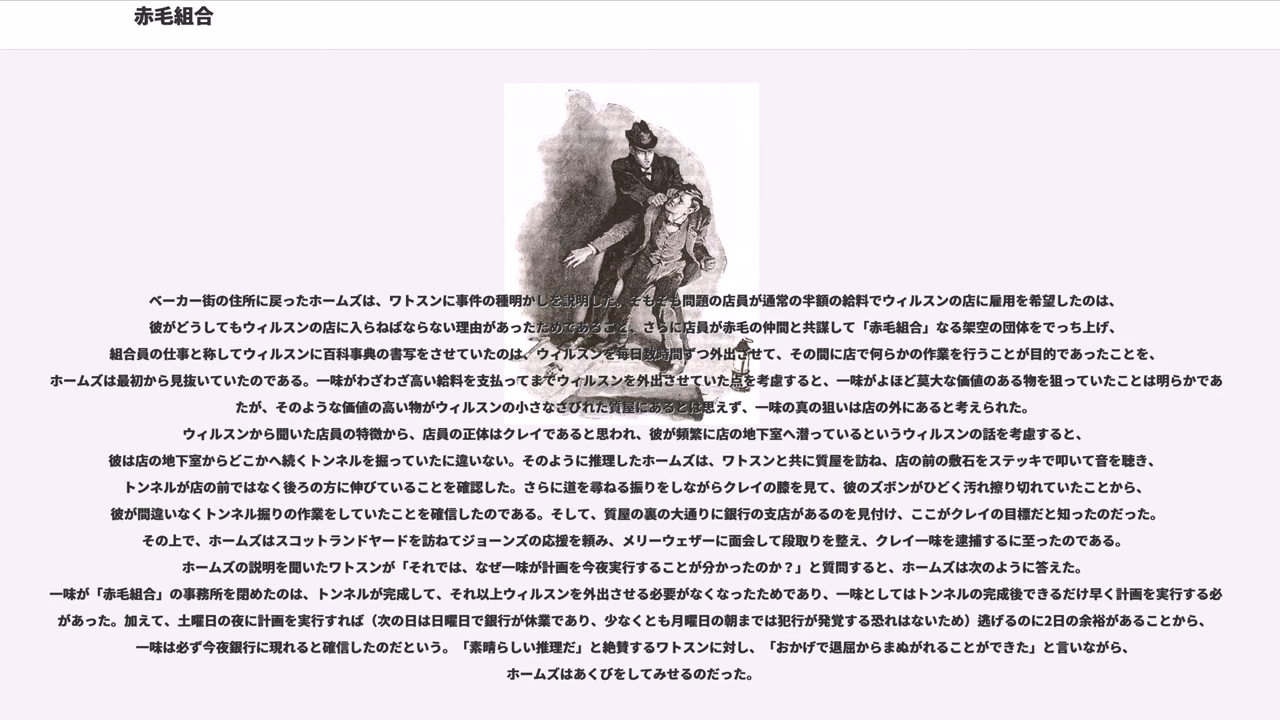 赤毛組合
ベーカー街の住所に戻ったホームズは、ワトスンに事件の種明かしを説明した。そもそも問題の店員が通常の半額の給料でウィルスンの店に雇用を希望したのは、
彼がどうしてもウィルスンの店に入らねばならない理由があったためであること、さらに店員が赤毛の仲間と共謀して「赤毛組合」なる架空の団体をでっち上げ、
組合員の仕事と称してウィルスンに百科事典の書写をさせていたのは、ウィルスンを毎日数時間ずつ外出させて、その間に店で何らかの作業を行うことが目的であったことを、
ホームズは最初から見抜いていたのである。一味がわざわざ高い給料を支払ってまでウィルスンを外出させていた点を考慮すると、一味がよほど莫大な価値のある物を狙っていたことは明らかであ
たが、そのような価値の高い物がウィルスンの小さなさびれた質屋にあるとは思えず、一味の真の狙いは店の外にあると考えられた。
ウィルスンから聞いた店員の特徴から、店員の正体はクレイであると思われ、彼が頻繁に店の地下室へ潜っているというウィルスンの話を考慮すると、
彼は店の地下室からどこかへ続くトンネルを掘っていたに違いない。そのように推理したホームズは、ワトスンと共に質屋を訪ね、店の前の敷石をステッキで叩いて音を聴き、
トンネルが店の前ではなく後ろの方に伸びていることを確認した。さらに道を尋ねる振りをしながらクレイの膝を見て、彼のズボンがひどく汚れ擦り切れていたことから、
彼が間違いなくトンネル掘りの作業をしていたことを確信したのである。そして、質屋の裏の大通りに銀行の支店があるのを見付け、ここがクレイの目標だと知ったのだった。
その上で、ホームズはスコットランドヤードを訪ねてジョーンズの応援を頼み、メリーウェザーに面会して段取りを整え、クレイ一味を逮捕するに至ったのである。
ホームズの説明を聞いたワトスンが「それでは、なぜ一味が計画を今夜実行することが分かったのか？」と質問すると、ホームズは次のように答えた。
一味が「赤毛組合」の事務所を閉めたのは、トンネルが完成して、それ以上ウィルスンを外出させる必要がなくなったためであり、一味としてはトンネルの完成後できるだけ早く計画を実行する必
があった。加えて、土曜日の夜に計画を実行すれば（次の日は日曜日で銀行が休業であり、少なくとも月曜日の朝までは犯行が発覚する恐れはないため）逃げるのに2日の余裕があることから、
一味は必ず今夜銀行に現れると確信したのだという。「素晴らしい推理だ」と絶賛するワトスンに対し、「おかげで退屈からまぬがれることができた」と言いながら、
ホームズはあくびをしてみせるのだった。